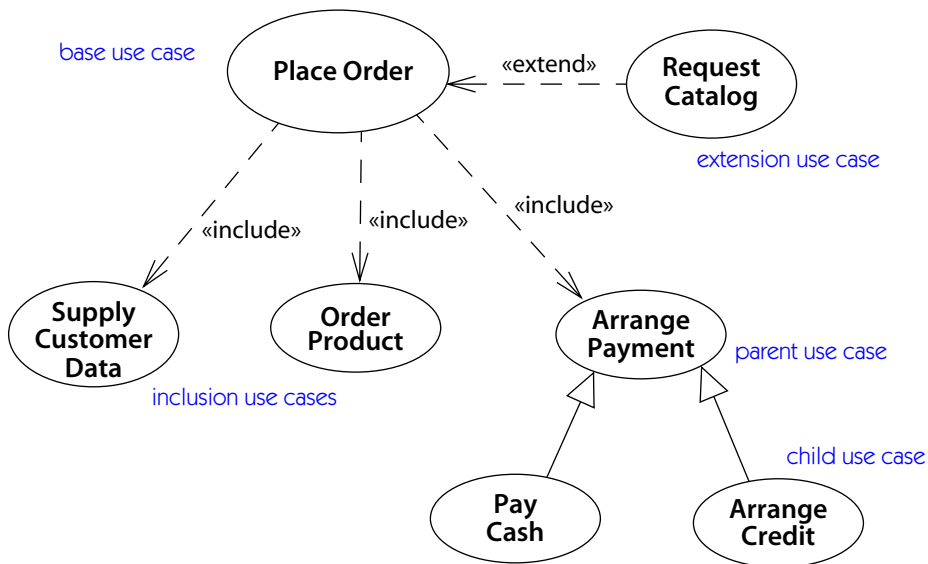 base use case
Place Order
«extend»
Request
Catalog
extension use case
«include»
«include»
«include»
Supply
Customer
Data
Order
Product
Arrange
Payment
parent use case
inclusion use cases
child use case
Pay
Cash
Arrange
Credit